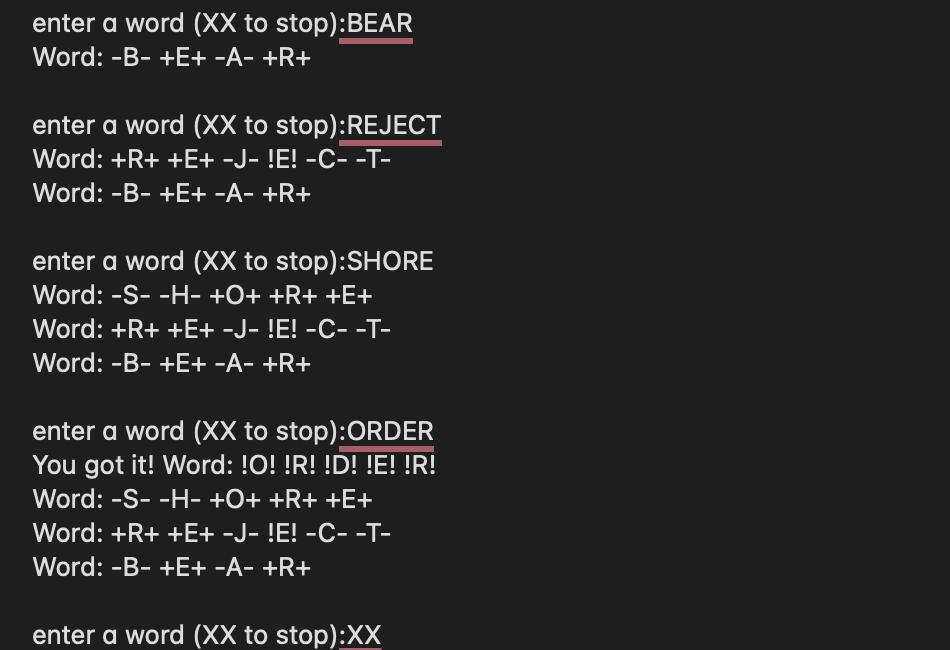 enter a word (XX to stop):BEAR
Word: -B- +E+ -A- +R+
enter a word (XX to stop):REJECT
Word: +R+ +E+ -J- !E! -C- -T-
Word: -B- +E+ -A- +R+
enter a word (XX to stop):SHORE
Word: -S- -H- +O+ +R+ +E+
Word: +R+ +E+ -J- !E! -C- -T-
Word: -B- +E+ -A- +R+
enter a word (XX to stop):ORDER
You got it! Word: !O! !R! !D! !E! !R!
Word: -S- -H- +O+ +R+ +E+
Word: +R+ +E+ -J- !E! -C- -T-
Word: -B- +E+ -A- +R+
enter a word (XX to stop):XX